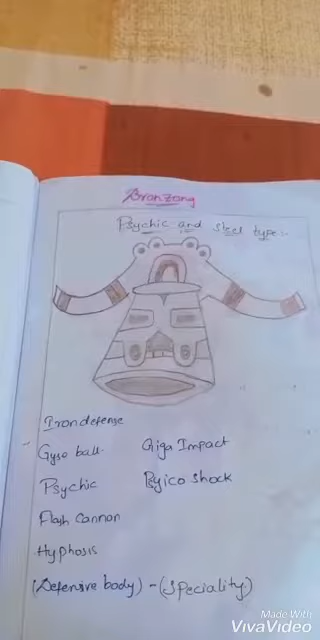 Bronzong
Psychic and steel type:-
Iron defense
Gyso ball Giga Impact
Psychic Psyico Shock
Flash Cannon
Hyphosis
(Defensive body) - (Speciality)
Made With
VivaVideo